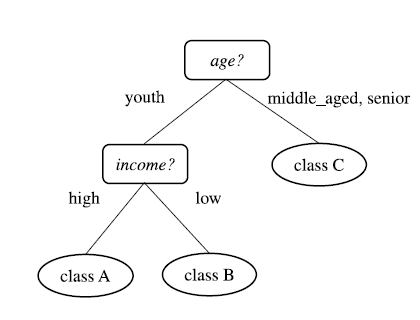 age?
youth
middle_aged, senior
income?
class C
high
low
class A
class B